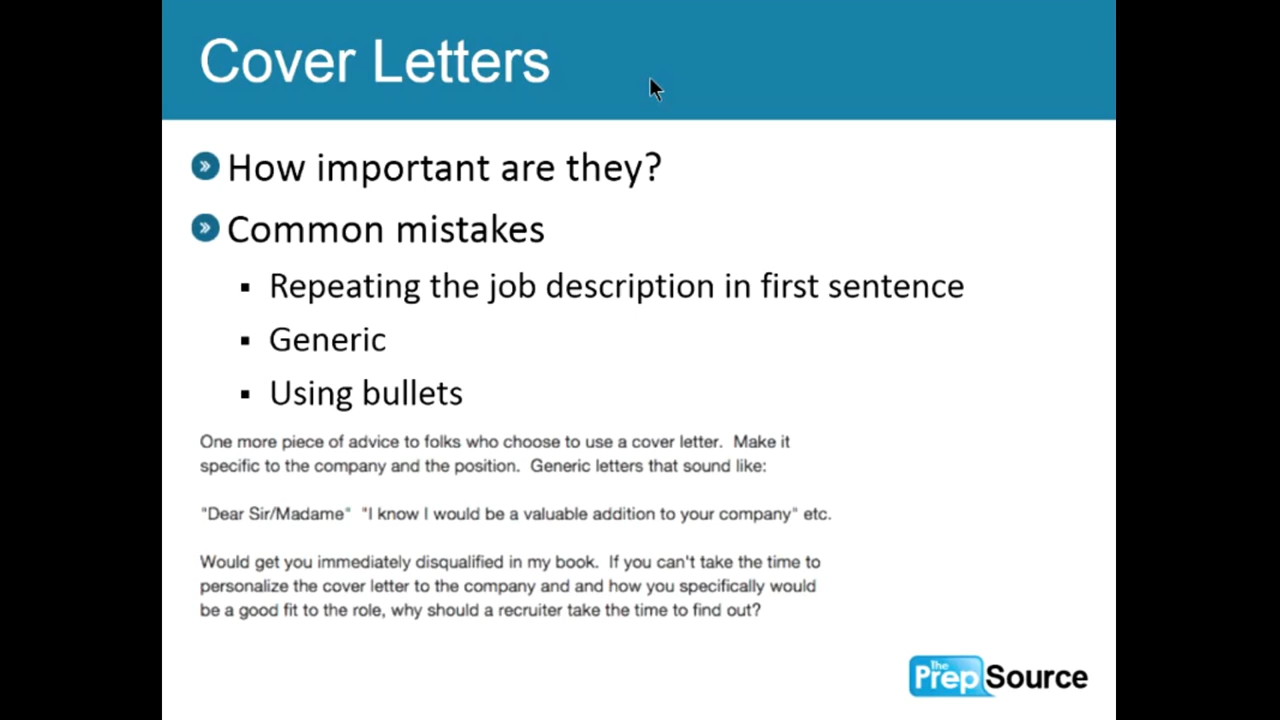 Cover Letters
How important are they?
Common mistakes
Repeating the job description in first sentence
Generic
Using bullets
One more piece of advice to folks who choose to use a cover letter.  Make it
specific to the company and the position.  Generic letters that sound like:
"Dear Sir/Madame"  "I know I would be a valuable addition to your company" etc.
Would get you immediately disqualified in my book.  If you can't take the time to
personalize the cover letter to the company and and how you specifically would
be a good fit to the role, why should a recruiter take the time to find out?
The
Prep Source